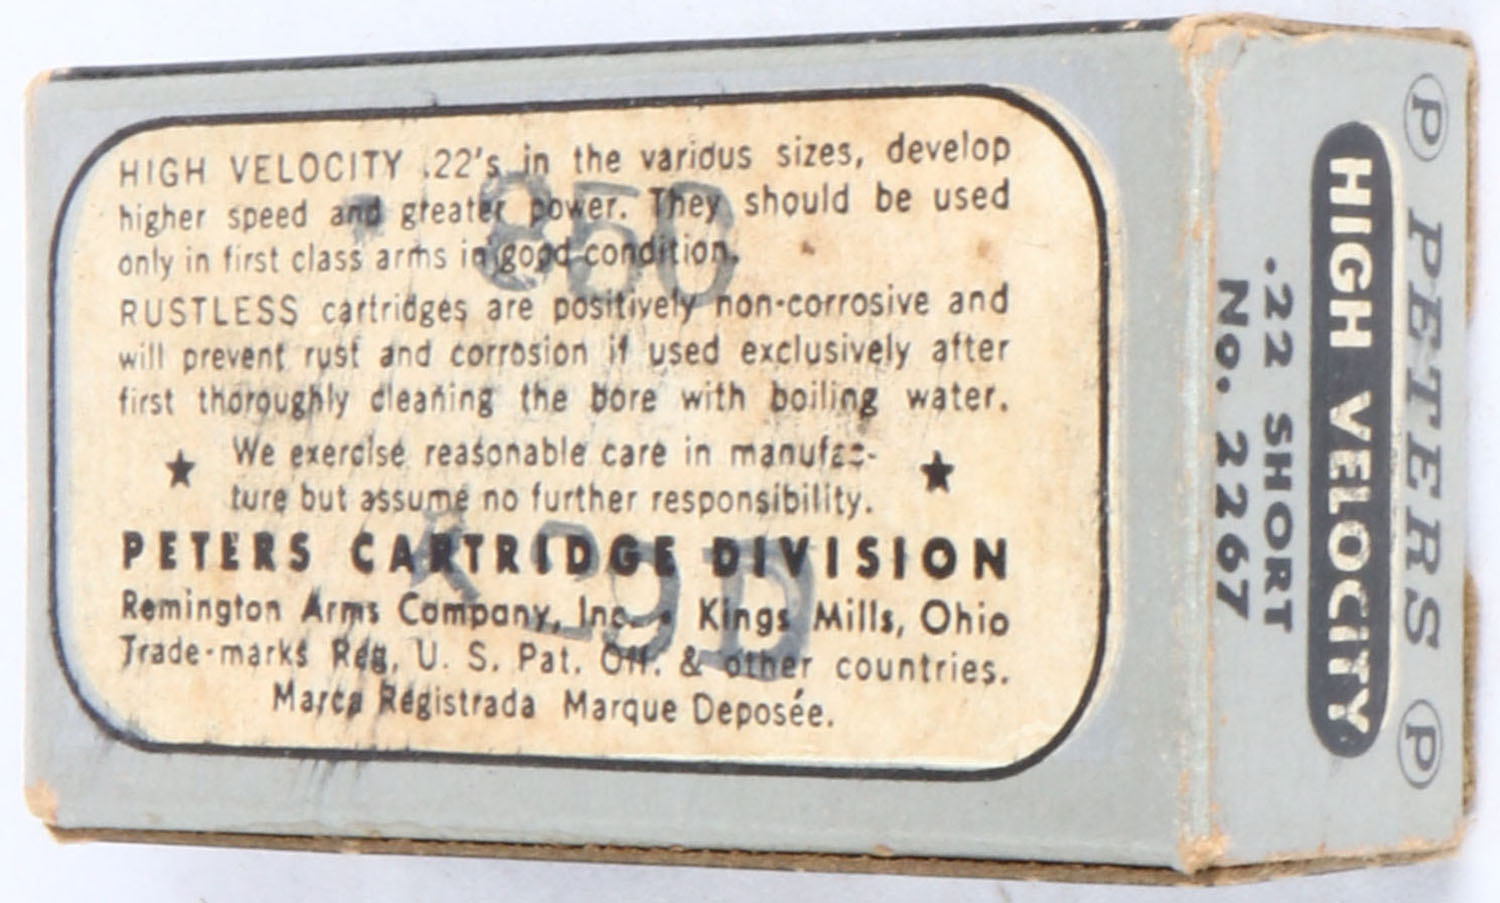 HIGH VELOCITY .22's in the various sizes, develop
higher speed and greater power. They should be used
only in first class arms in good condition.
RUSTLESS cartridges are positively non-corrosive and
will prevent rust and corrosion if used exclusively after
first thoroughly cleaning the bore with boiling water.
★ We exercise reasonable care in manufac- ★
ture but assume no further responsibility.
PETERS CARTRIDGE DIVISION
Remington Arms Company, Inc. • Kings Mills, Ohio
Trade-marks Reg. U. S. Pat. Off. & other countries.
Marca Registrada Marque Deposée.
850
29D
P PETERS P
HIGH VELOCITY
.22 SHORT
No. 2267